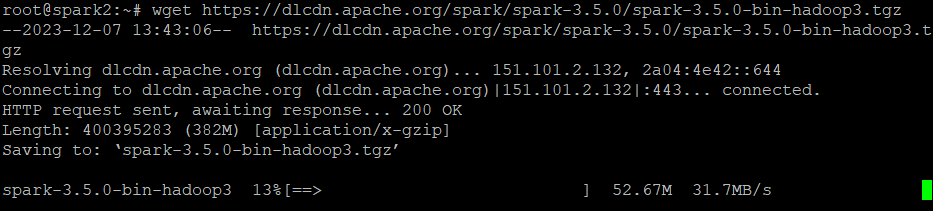 root@spark2:~# wget https://dlcdn.apache.org/spark/spark-3.5.0/spark-3.5.0-bin-hadoop3.tgz
--2023-12-07 13:43:06--  https://dlcdn.apache.org/spark/spark-3.5.0/spark-3.5.0-bin-hadoop3.t
gz
Resolving dlcdn.apache.org (dlcdn.apache.org)... 151.101.2.132, 2a04:4e42::644
Connecting to dlcdn.apache.org (dlcdn.apache.org)|151.101.2.132|:443... connected.
HTTP request sent, awaiting response... 200 OK
Length: 400395283 (382M) [application/x-gzip]
Saving to: ‘spark-3.5.0-bin-hadoop3.tgz’
spark-3.5.0-bin-hadoop3  13%[==>                          ]  52.67M  31.7MB/s